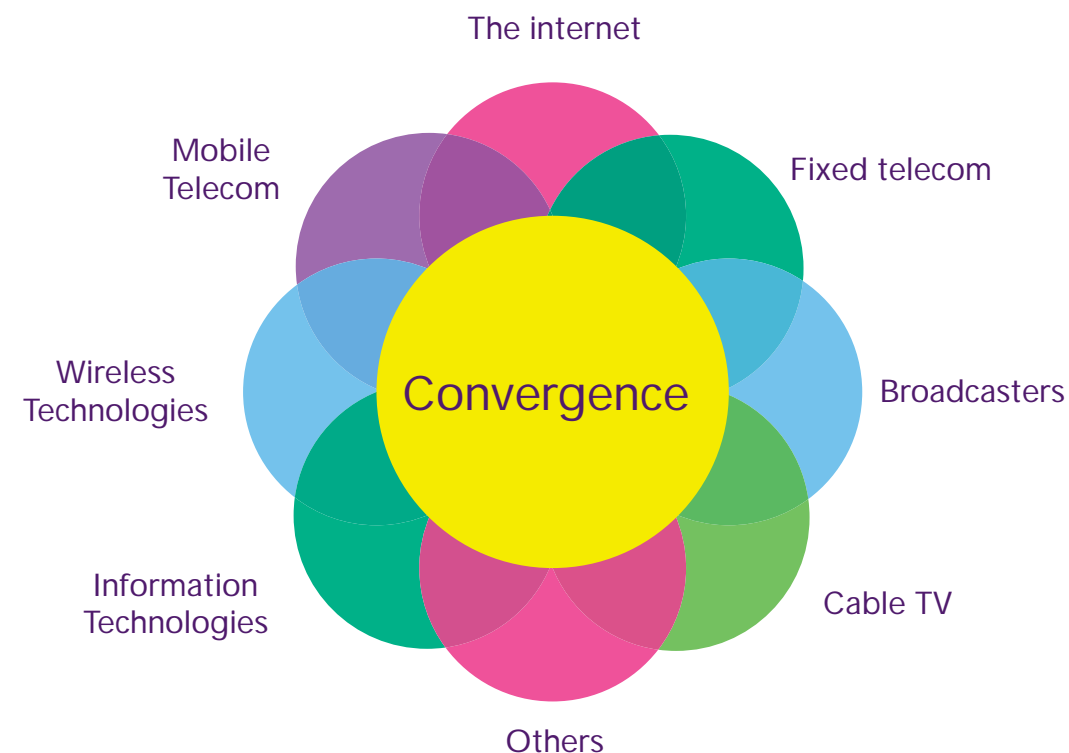 The internet
Mobile
Telecom
Fixed telecom
Wireless
Technologies
Convergence
Broadcasters
Information
Technologies
Cable TV
Others